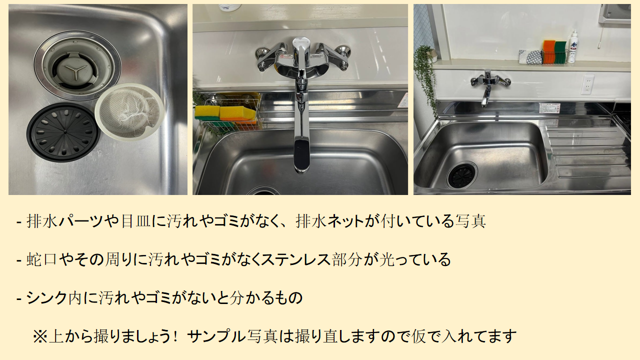 - 排水パーツや目皿に汚れやゴミがなく、排水ネットが付いている写真
- 蛇口やその周りに汚れやゴミがなくステンレス部分が光っている
- シンク内に汚れやゴミがないと分かるもの
※上から撮りましょう! サンプル写真は撮り直しますので仮で入れてます